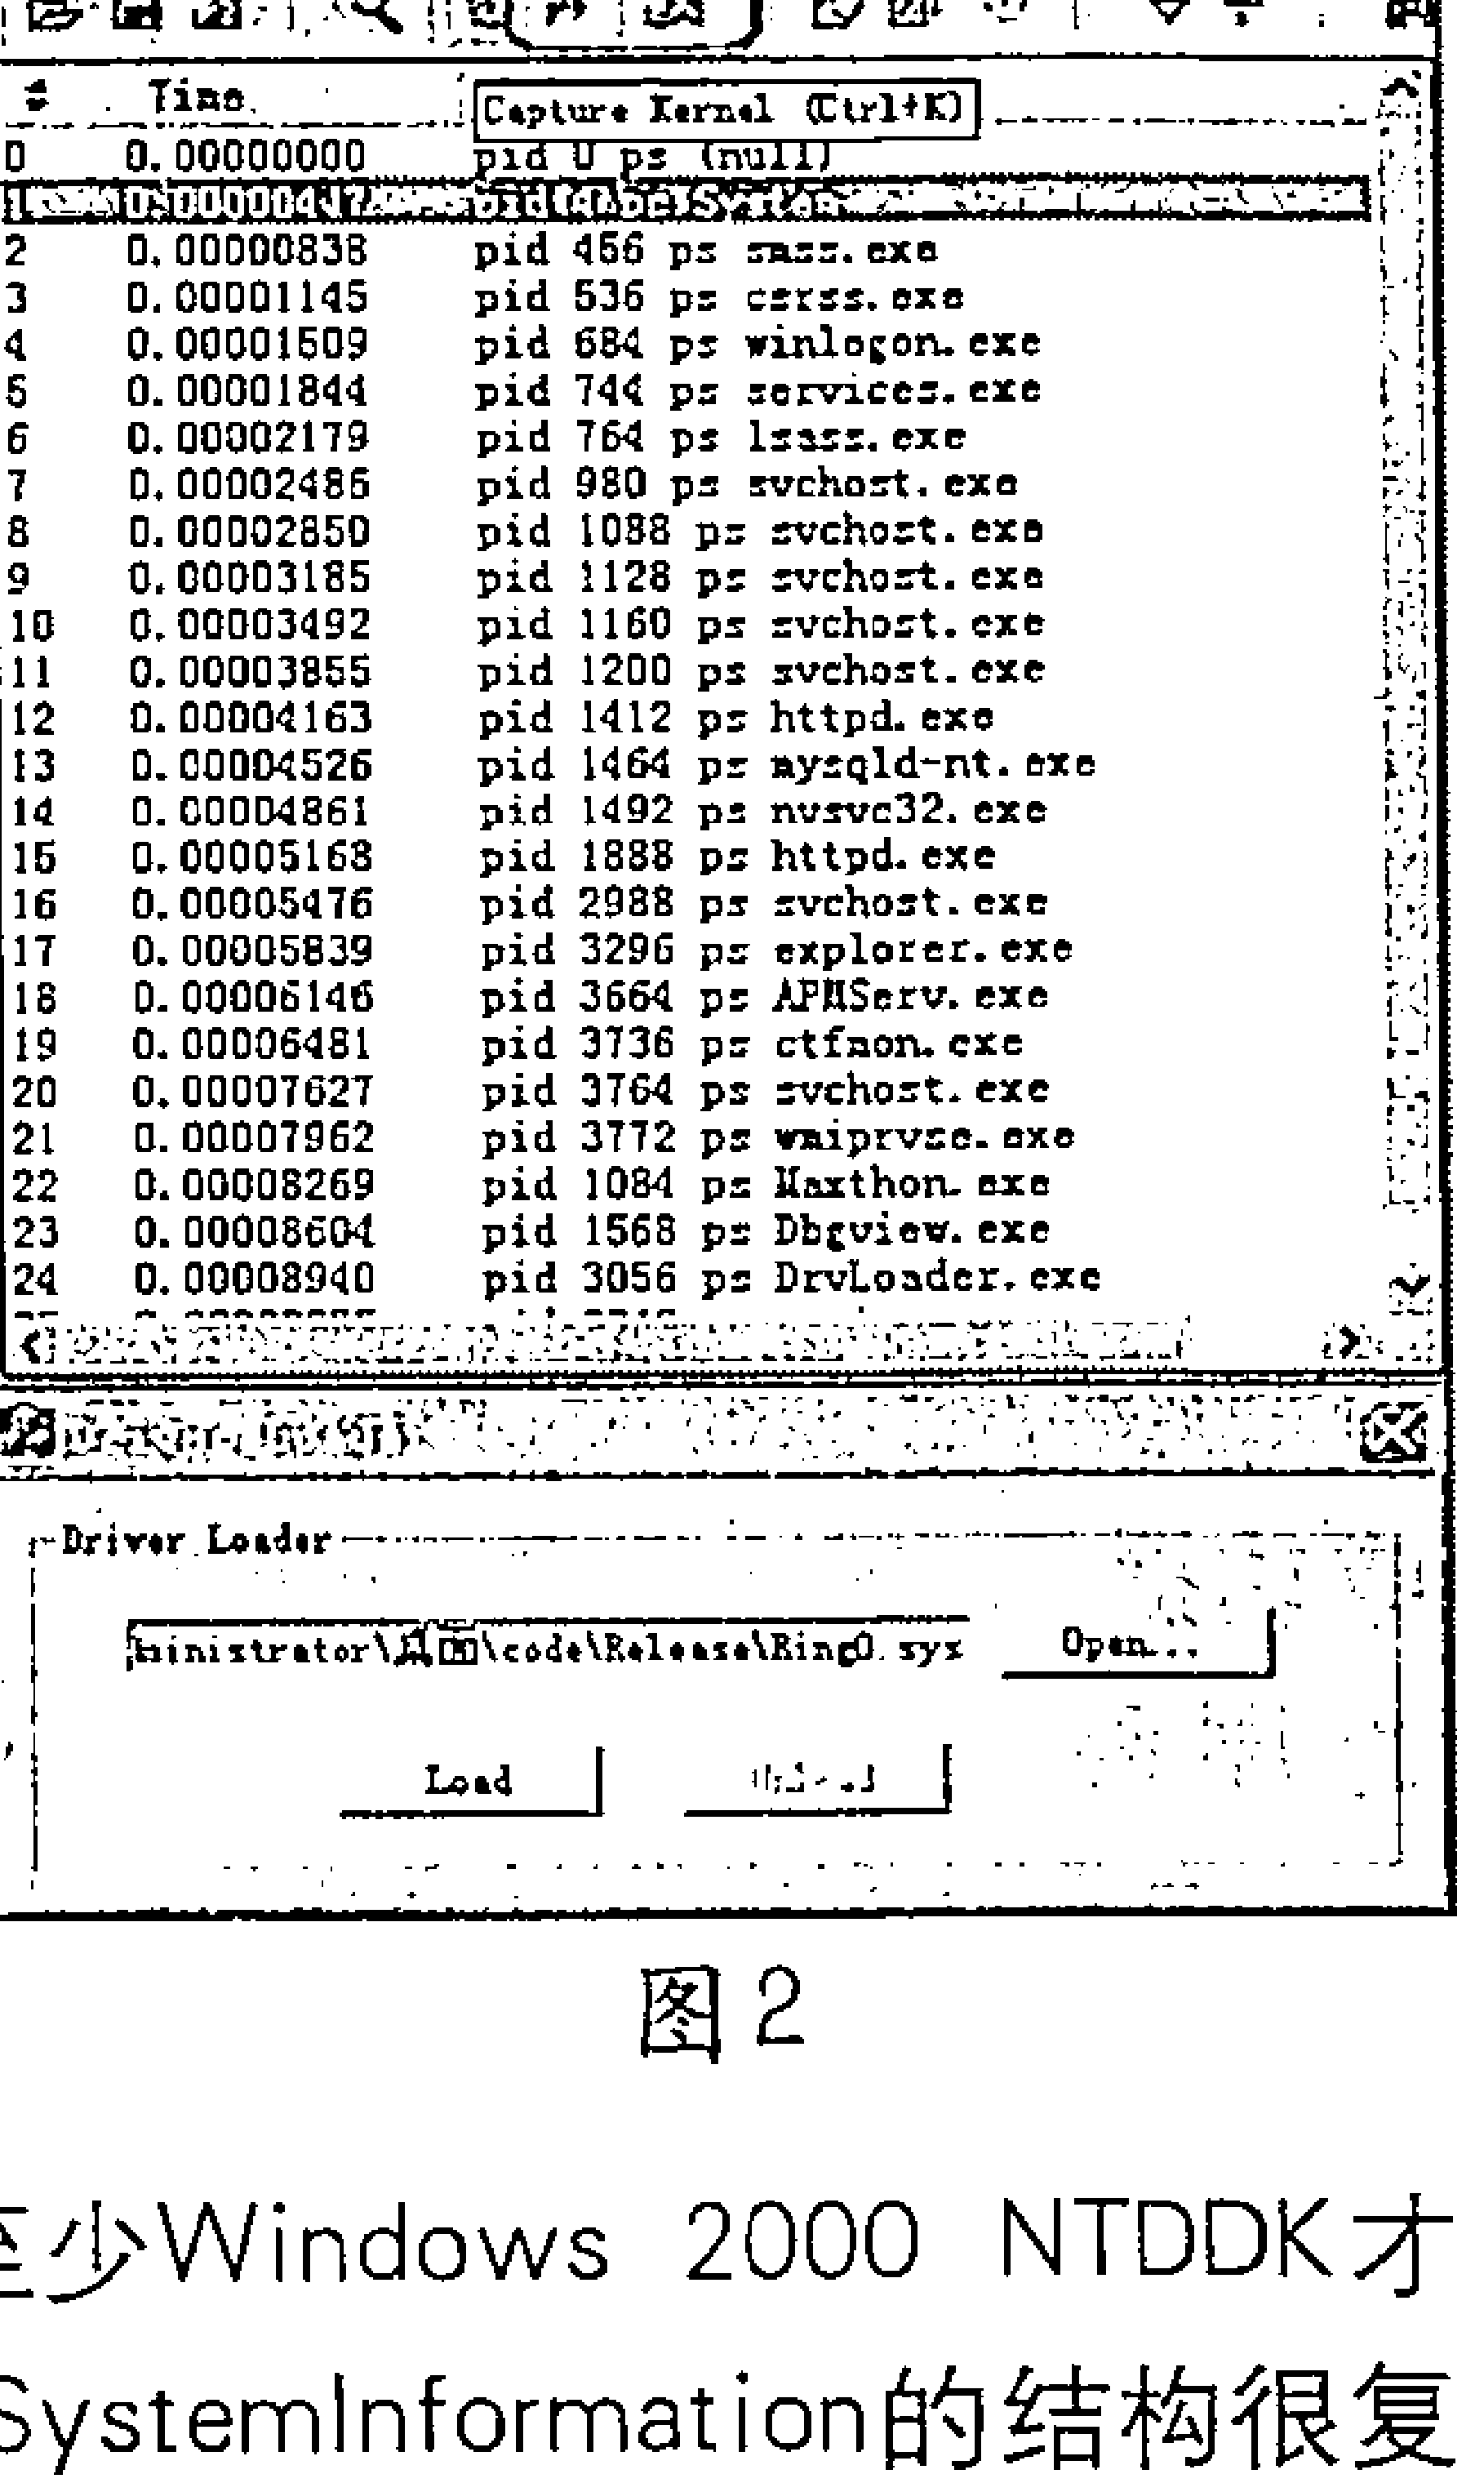 # Time
Capture Kernel (Ctrl+K)
0 0.00000000 pid 0 ps (null)
2 0.00000838 pid 456 ps smss.exe
3 0.00001145 pid 536 ps csrss.exe
4 0.00001509 pid 684 ps winlogon.exe
5 0.00001844 pid 744 ps services.exe
6 0.00002179 pid 764 ps lsass.exe
7 0.00002486 pid 980 ps svchost.exe
8 0.00002850 pid 1088 ps svchost.exe
9 0.00003185 pid 1128 ps svchost.exe
10 0.00003492 pid 1160 ps svchost.exe
11 0.00003855 pid 1200 ps svchost.exe
12 0.00004163 pid 1412 ps httpd.exe
13 0.00004526 pid 1464 ps mysqld-nt.exe
14 0.00004861 pid 1492 ps nvsvc32.exe
15 0.00005168 pid 1888 ps httpd.exe
16 0.00005476 pid 2988 ps svchost.exe
17 0.00005839 pid 3296 ps explorer.exe
18 0.00006146 pid 3664 ps APMServ.exe
19 0.00006481 pid 3736 ps ctfmon.exe
20 0.00007627 pid 3764 ps svchost.exe
21 0.00007962 pid 3772 ps wmiprvse.exe
22 0.00008269 pid 1084 ps Maxthon.exe
23 0.00008604 pid 1568 ps Dbgview.exe
24 0.00008940 pid 3056 ps DrvLoader.exe
Driver Loader
ministrator\桌面\code\Release\Ring0.sys Open...
Load
图2
至少Windows 2000 NTDDK才
SystemInformation的结构很复